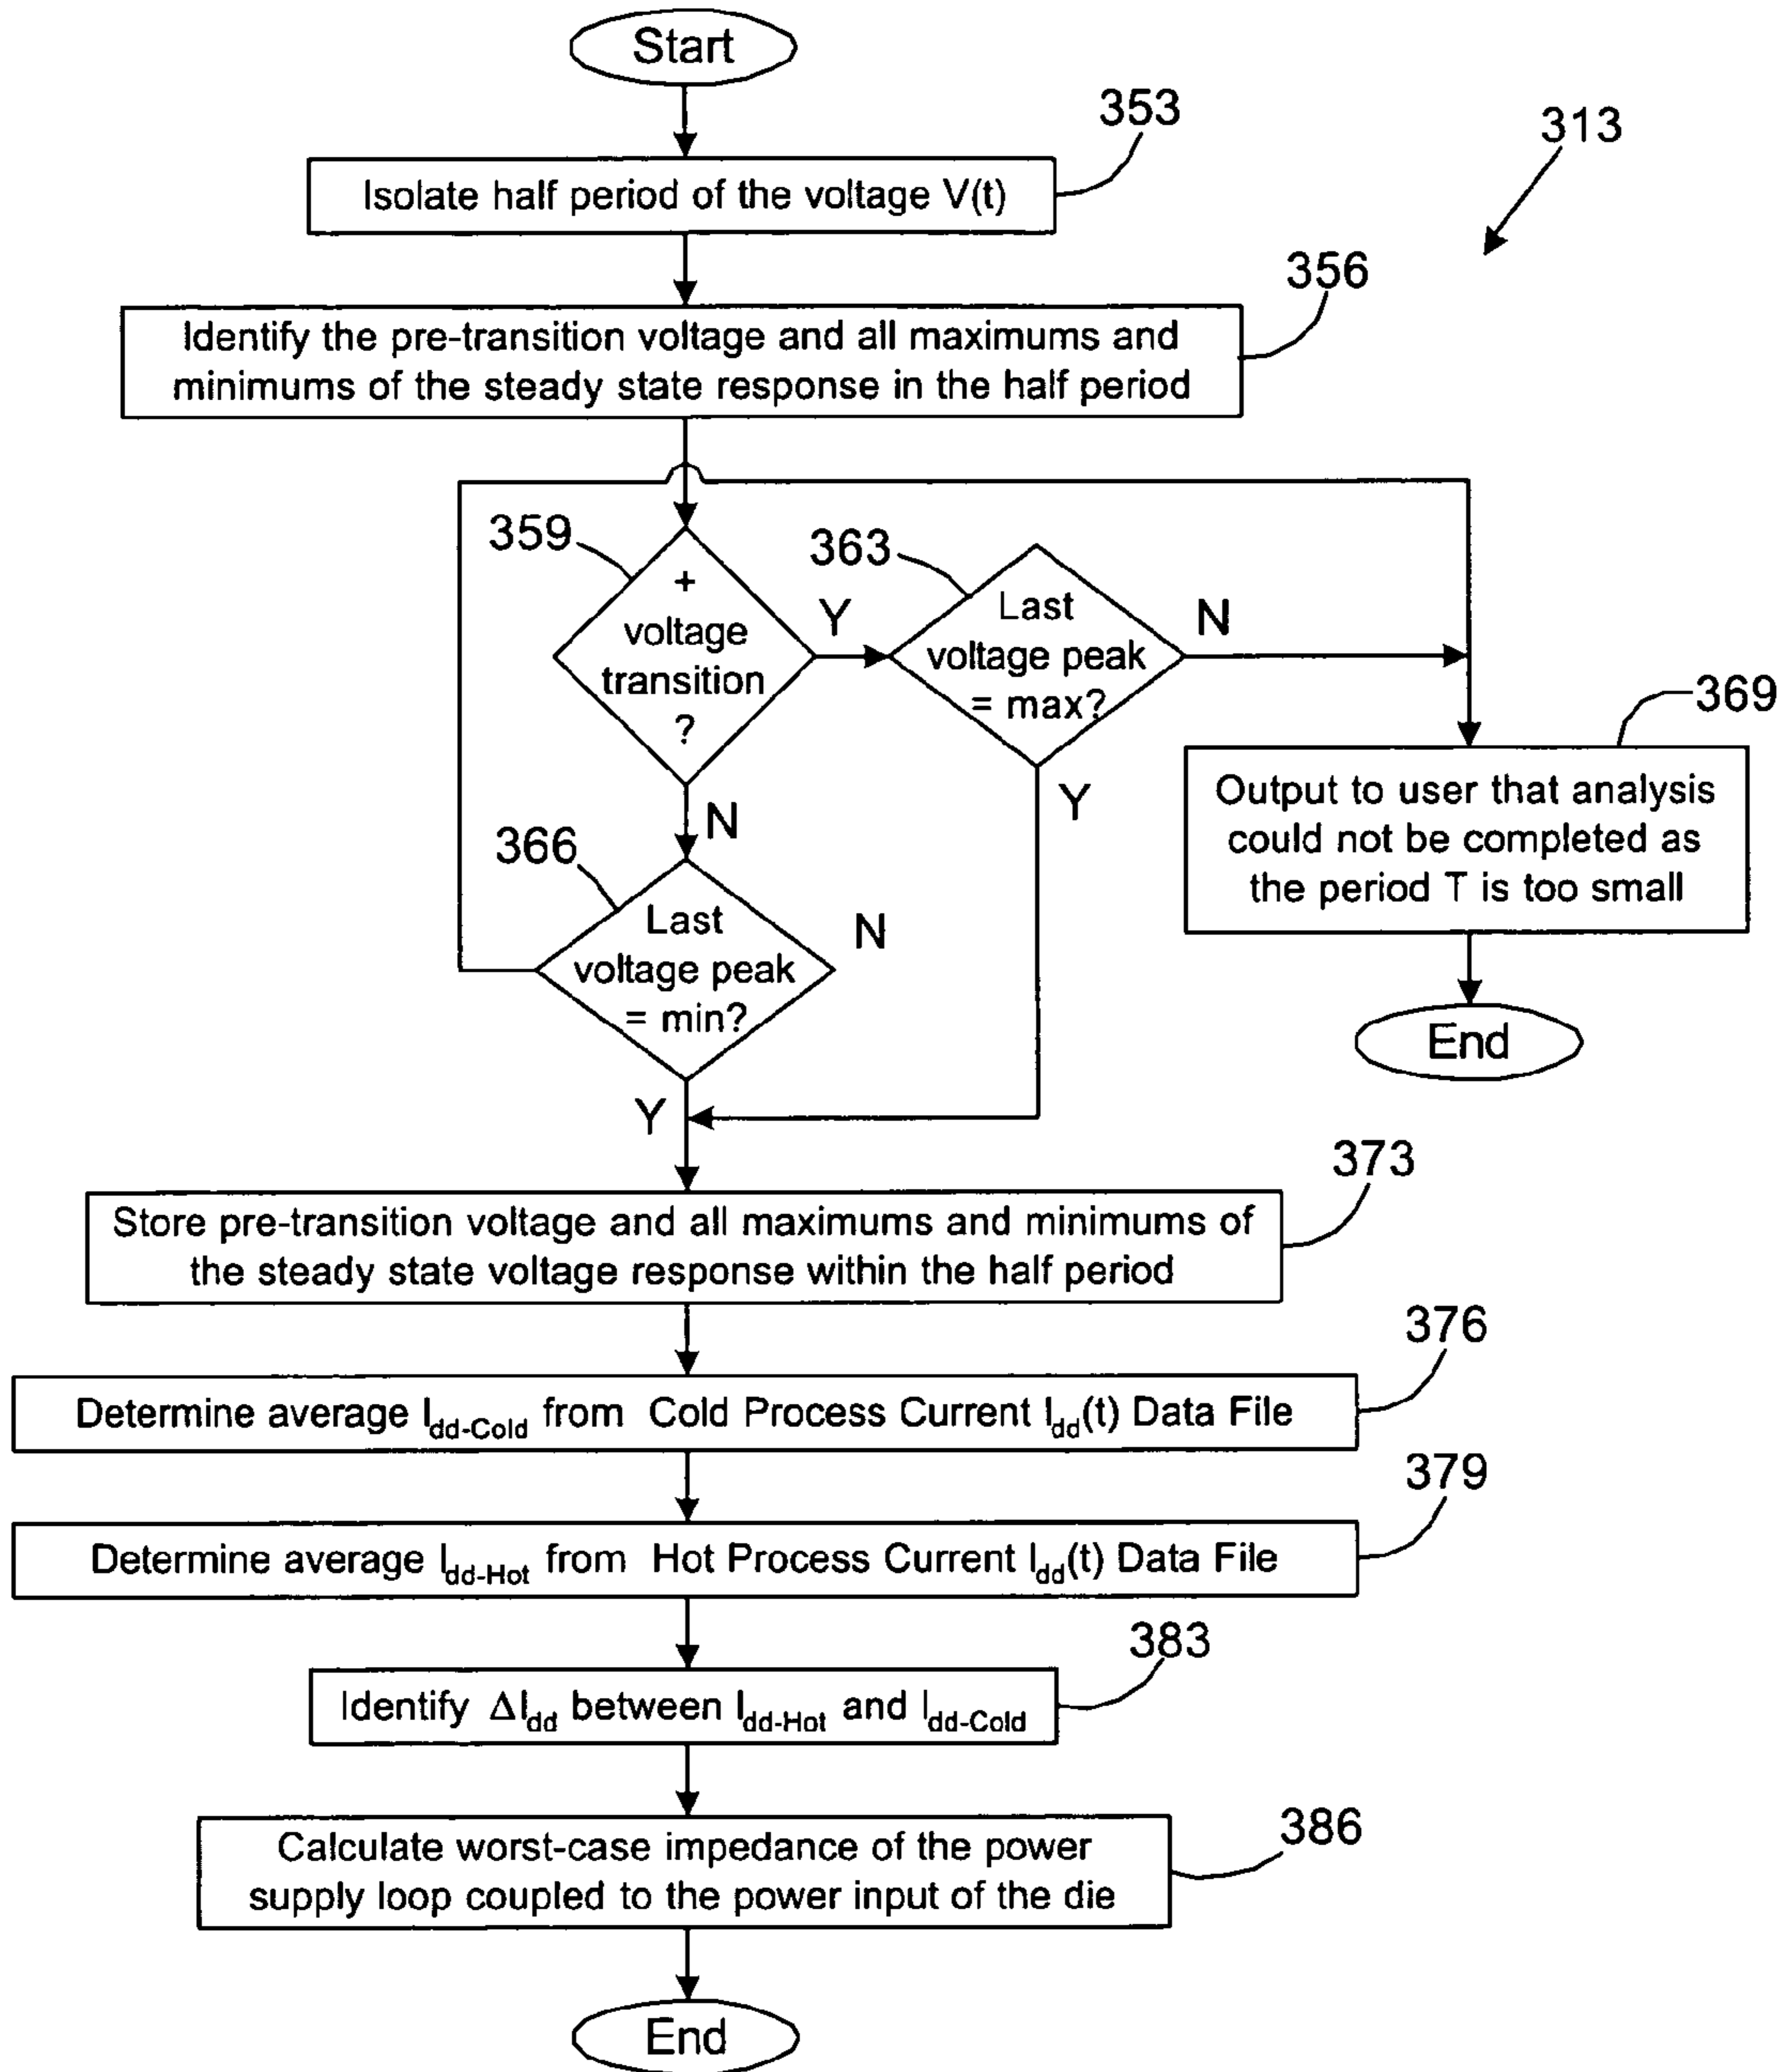 Start
353
313
Isolate half period of the voltage V(t)
356
Identify the pre-transition voltage and all maximums and
minimums of the steady state response in the half period
359
+
voltage
transition
?
Y
363
Last
voltage peak
= max?
N
Y
369
Output to user that analysis
could not be completed as
the period T is too small
End
N
366
Last
voltage peak
= min?
N
Y
373
Store pre-transition voltage and all maximums and minimums of
the steady state voltage response within the half period
376
Determine average Idd-Cold from Cold Process Current Idd(t) Data File
379
Determine average Idd-Hot from Hot Process Current Idd(t) Data File
383
Identify ΔIdd between Idd-Hot and Idd-Cold
386
Calculate worst-case impedance of the power
supply loop coupled to the power input of the die
End